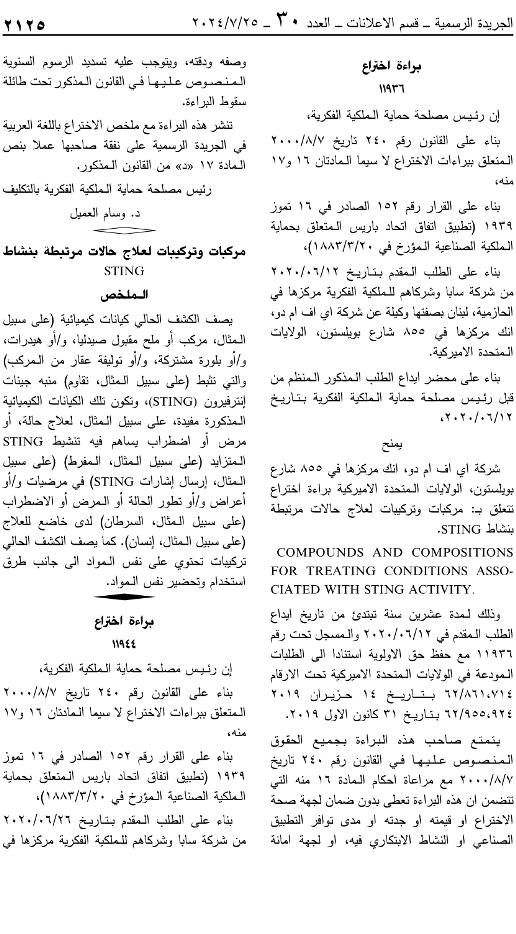 الجريدة الرسمية ـ قسم الاعلانات ـ العدد ٣٠ ـ ٢٠٢٤/٧/٢٥
٢١٢٥
براءة اختراع
١١٩٣٦
إن رئيس مصلحة حماية الملكية الفكرية،
بناء على القانون رقم ٢٤٠ تاريخ ٢٠٠٠/٨/٧
المتعلق ببراءات الاختراع لا سيما المادتان ١٦ و١٧
منه،
بناء على القرار رقم ١٥٢ الصادر في ١٦ تموز
١٩٣٩ (تطبيق اتفاق اتحاد باريس المتعلق بحماية
الملكية الصناعية المؤرخ في ١٨٨٣/٣/٢٠)،
بناء على الطلب المقدم بتاريخ ٢٠٢٠/٠٦/١٢
من شركة سابا وشركاهم للملكية الفكرية مركزها في
الحازمية، لبنان بصفتها وكيلة عن شركة اي اف ام دو،
انك مركزها في ٨٥٥ شارع بويلستون، الولايات
المتحدة الاميركية.
بناء على محضر ايداع الطلب المذكور المنظم من
قبل رئيس مصلحة حماية الملكية الفكرية بتاريخ
٢٠٢٠/٠٦/١٢،
يمنح
شركة اي اف ام دو، انك مركزها في ٨٥٥ شارع
بويلستون، الولايات المتحدة الاميركية براءة اختراع
تتعلق بـ: مركبات وتركيبات لعلاج حالات مرتبطة
بنشاط STING.
COMPOUNDS AND COMPOSITIONS
FOR TREATING CONDITIONS ASSO-
CIATED WITH STING ACTIVITY.
وذلك لمدة عشرين سنة تبتدئ من تاريخ ايداع
الطلب المقدم في ٢٠٢٠/٠٦/١٢ والمسجل تحت رقم
١١٩٣٦ مع حفظ حق الاولوية استنادا الى الطلبات
المودعة في الولايات المتحدة الاميركية تحت الارقام
٦٢/٨٦١,٧١٤ بـتـاريـخ ١٤ حـزيـران ٢٠١٩
٦٢/٩٥٥,٩٢٤ بـتاريخ ٣١ كانون الاول ٢٠١٩.
يتمتع صاحب هذه البراءة بجميع الحقوق
المنصوص عليها في القانون رقم ٢٤٠ تاريخ
٢٠٠٠/٨/٧ مع مراعاة احكام المادة ١٦ منه التي
تتضمن ان هذه البراءة تعطى بدون ضمان لجهة صحة
الاختراع او قيمته او جدته او مدى توافر التطبيق
الصناعي او النشاط الابتكاري فيه، او لجهة امانة
وصفه ودقته، ويتوجب عليه تسديد الرسوم السنوية
المنصوص عليها في القانون المذكور تحت طائلة
سقوط البراءة.
تنشر هذه البراءة مع ملخص الاختراع باللغة العربية
في الجريدة الرسمية على نفقة صاحبها عملا بنص
المادة ١٧ «د» من القانون المذكور.
رئيس مصلحة حماية الملكية الفكرية بالتكليف
د. وسام العميل
مركبات وتركيبات لعلاج حالات مرتبطة بنشاط
STING
الملخص
يصف الكشف الحالي كيانات كيميائية (على سبيل
المثال، مركب أو ملح مقبول صيدليا، و/أو هيدرات،
و/أو بلورة مشتركة، و/أو توليفة عقار من المركب)
والتي تثبط (على سبيل المثال، تقاوم) منبه جينات
إنترفيرون (STING)، وتكون تلك الكيانات الكيميائية
المذكورة مفيدة، على سبيل المثال، لعلاج حالة، أو
مرض أو اضطراب يساهم فيه تنشيط STING
المتزايد (على سبيل المثال، المفرط) (على سبيل
المثال، إرسال إشارات STING) في مرضيات و/أو
أعراض و/أو تطور الحالة أو المرض أو الاضطراب
(على سبيل المثال، السرطان) لدى خاضع للعلاج
(على سبيل المثال، إنسان). كما يصف الكشف الحالي
تركيبات تحتوي على نفس المواد الى جانب طرق
استخدام وتحضير نفس المواد.
براءة اختراع
١١٩٤٤
إن رئيس مصلحة حماية الملكية الفكرية،
بناء على القانون رقم ٢٤٠ تاريخ ٢٠٠٠/٨/٧
المتعلق ببراءات الاختراع لا سيما المادتان ١٦ و١٧
منه،
بناء على القرار رقم ١٥٢ الصادر في ١٦ تموز
١٩٣٩ (تطبيق اتفاق اتحاد باريس المتعلق بحماية
الملكية الصناعية المؤرخ في ١٨٨٣/٣/٢٠)،
بناء على الطلب المقدم بتاريخ ٢٠٢٠/٠٦/٢٦
من شركة سابا وشركاهم للملكية الفكرية مركزها في